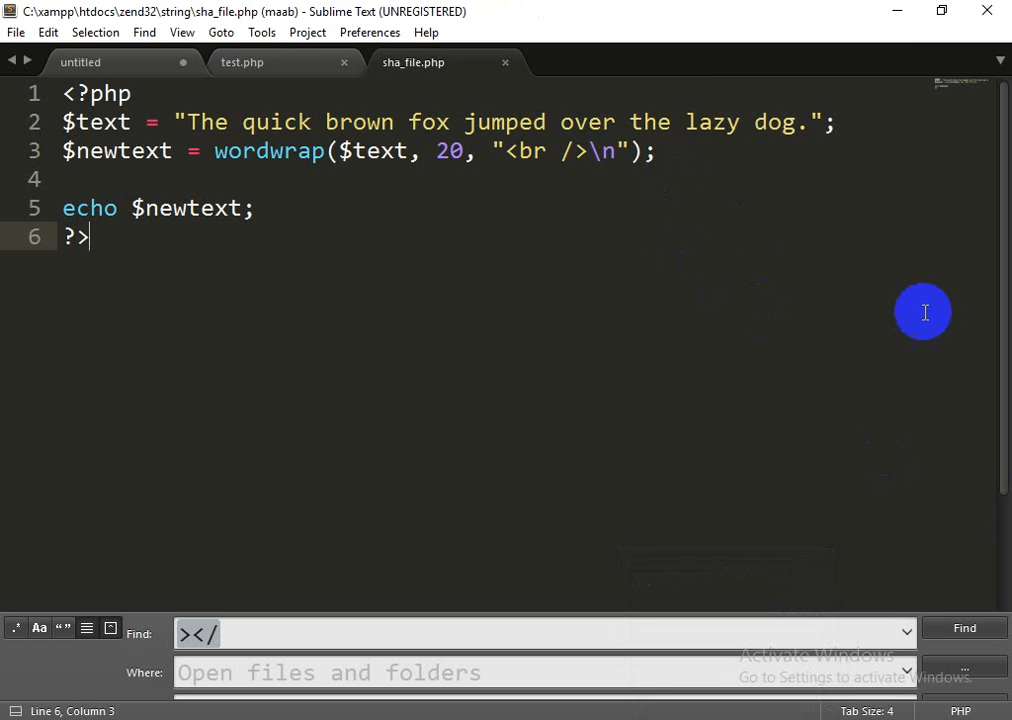 C:\xampp\htdocs\zend32\string\sha_file.php (maab) - Sublime Text (UNREGISTERED)
File Edit Selection Find View Goto Tools Project Preferences Help
untitled test.php sha_file.php
1 <?php
2 $text = "The quick brown fox jumped over the lazy dog.";
3 $newtext = wordwrap($text, 20, "<br />\n");
4
5 echo $newtext;
6 ?>
.* Aa “” Find: ></ Find
Activate Windows
Where: Open files and folders ...
Go to Settings to activate Windows.
Line 6, Column 3 Tab Size: 4 PHP